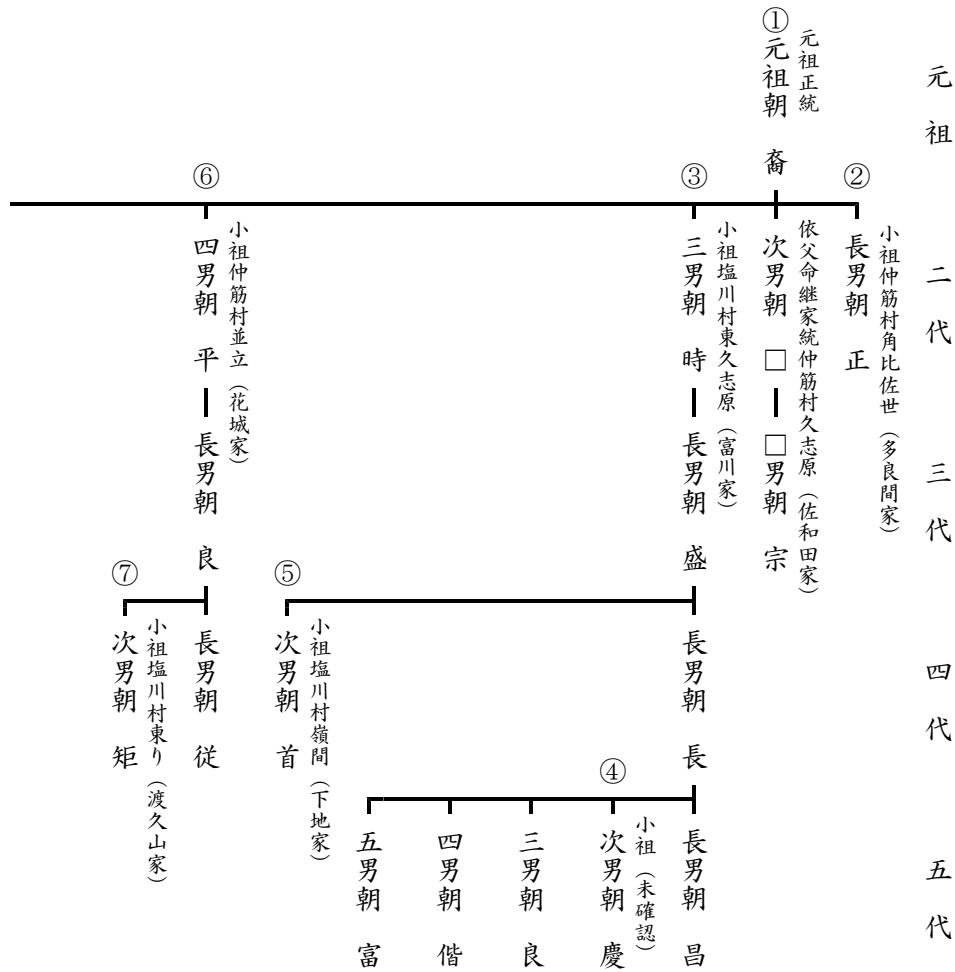 元祖
二代
三代
四代
五代
②
長男朝 正
小祖仲筋村角比佐世（多良間家）
①
元祖朝 裔
元祖正統
次男朝 □
□男朝 宗
依父命継家統仲筋村久志原（佐和田家）
③
三男朝 時
小祖塩川村東久志原（富川家）
長男朝 盛
長男朝 長
長男朝 昌
④
次男朝 慶
小祖（未確認）
三男朝 良
四男朝 偕
五男朝 富
⑤
次男朝 首
小祖塩川村嶺間（下地家）
⑥
四男朝 平
小祖仲筋村並立（花城家）
長男朝 良
長男朝 従
⑦
次男朝 矩
小祖塩川村東り（渡久山家）